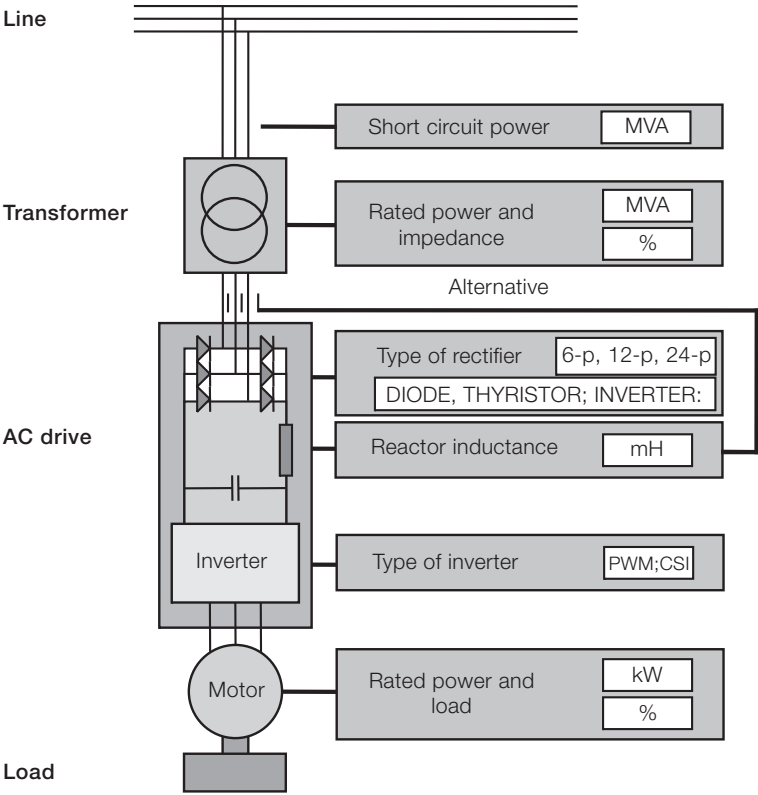 Line
Short circuit power MVA
Transformer
Rated power and
impedance
MVA
%
Alternative
Type of rectifier 6-p, 12-p, 24-p
DIODE, THYRISTOR; INVERTER:
AC drive
Reactor inductance mH
Inverter
Type of inverter PWM;CSI
Motor
Rated power and
load
kW
%
Load